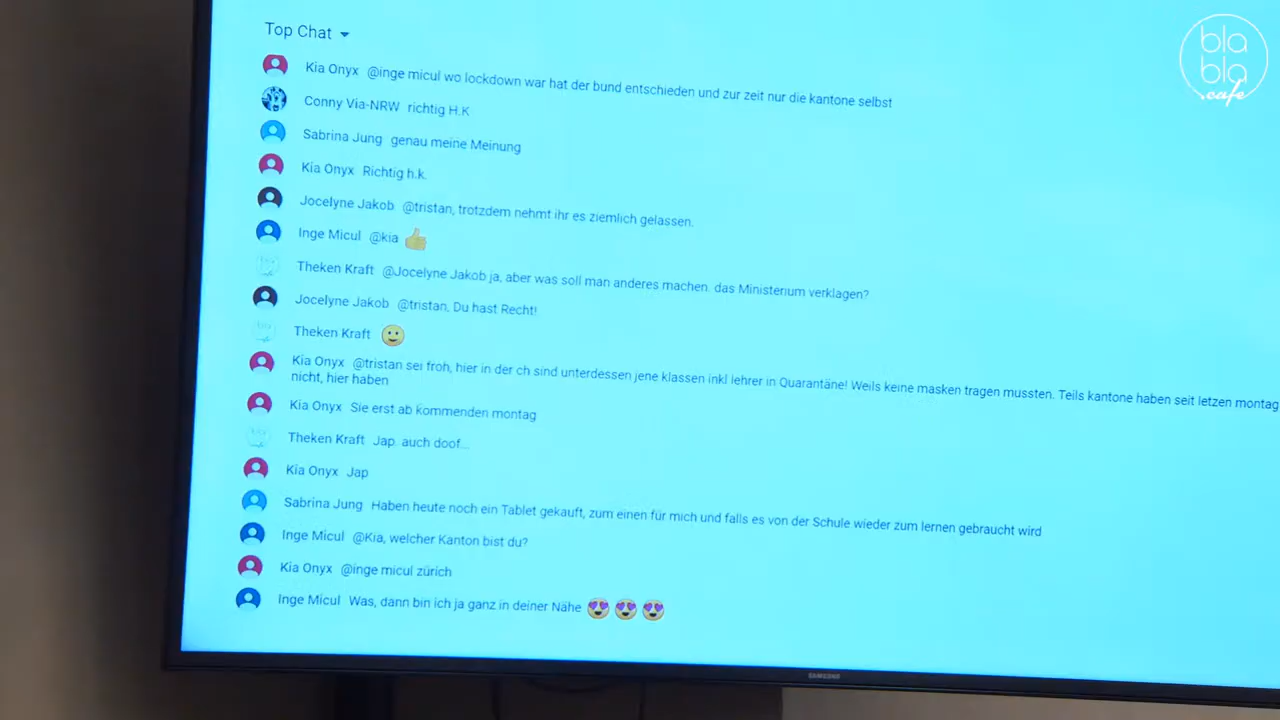 bla
bla
.cafe
Top Chat
Kia Onyx @inge micul wo lockdown war hat der bund entschieden und zur zeit nur die kantone selbst
Conny Via-NRW richtig H.K
Sabrina Jung genau meine Meinung
Kia Onyx Richtig h.k.
Jocelyne Jakob @tristan, trotzdem nehmt ihr es ziemlich gelassen.
Inge Micul @kia
Theken Kraft @Jocelyne Jakob ja, aber was soll man anderes machen. das Ministerium verklagen?
Jocelyne Jakob @tristan, Du hast Recht!
Theken Kraft
Kia Onyx @tristan sei froh, hier in der ch sind unterdessen jene klassen inkl lehrer in Quarantäne! Weils keine masken tragen mussten. Teils kantone haben seit letzen montag
nicht, hier haben
Kia Onyx Sie erst ab kommenden montag
Theken Kraft Jap. auch doof...
Kia Onyx Jap
Sabrina Jung Haben heute noch ein Tablet gekauft, zum einen für mich und falls es von der Schule wieder zum lernen gebraucht wird
Inge Micul @Kia, welcher Kanton bist du?
Kia Onyx @inge micul zürich
Inge Micul Was, dann bin ich ja ganz in deiner Nähe
SAMSUNG